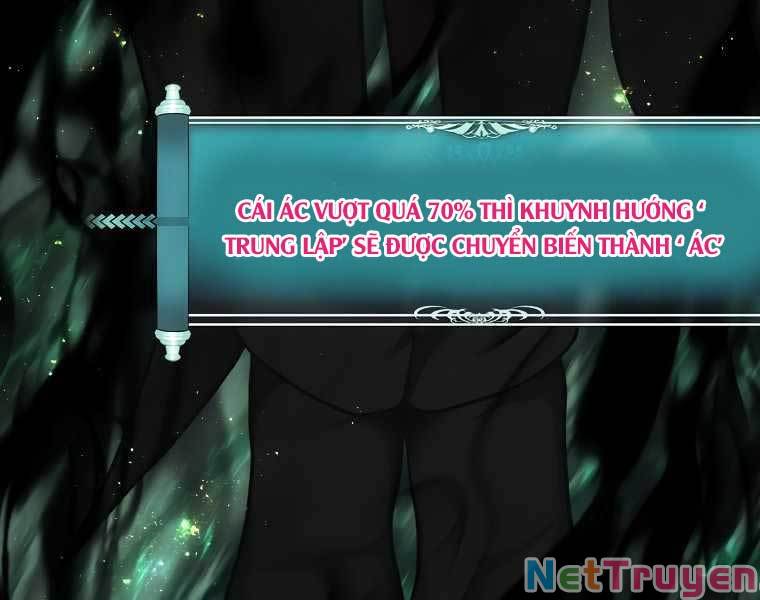 CÁI ÁC VƯỢT QUÁ 70% THÌ KHUYNH HƯỚNG ‘
TRUNG LẬP’ SẼ ĐƯỢC CHUYỂN BIẾN THÀNH ‘ ÁC’
NetTruyen